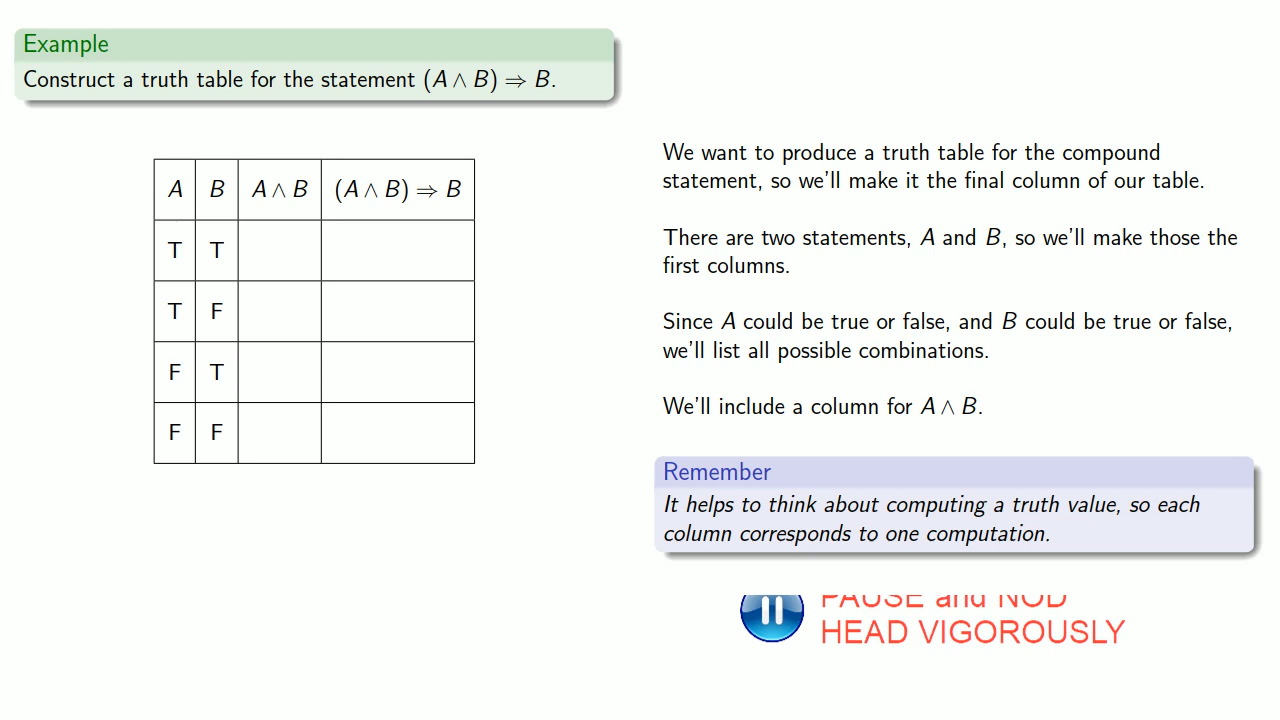 Example
Construct a truth table for the statement (A ∧ B) ⇒ B.
A B A ∧ B (A ∧ B) ⇒ B
T T
T F
F T
F F
We want to produce a truth table for the compound
statement, so we'll make it the final column of our table.
There are two statements, A and B, so we'll make those the
first columns.
Since A could be true or false, and B could be true or false,
we'll list all possible combinations.
We'll include a column for A ∧ B.
Remember
It helps to think about computing a truth value, so each
column corresponds to one computation.
PAUSE and NOD
HEAD VIGOROUSLY